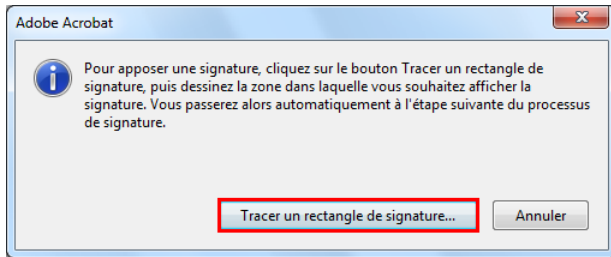 Adobe Acrobat
Pour apposer une signature, cliquez sur le bouton Tracer un rectangle de
signature, puis dessinez la zone dans laquelle vous souhaitez afficher la
signature. Vous passerez alors automatiquement à l'étape suivante du processus
de signature.
Tracer un rectangle de signature... Annuler